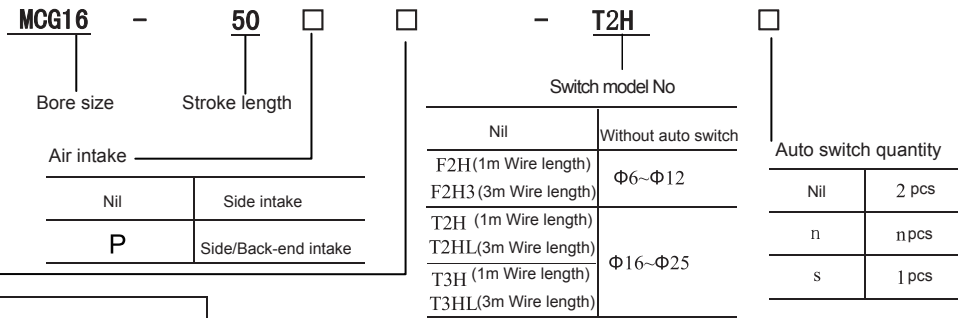 MCG16 - 50 □ □ - T2H □
Bore size
Stroke length
Switch model No
Air intake
Nil Side intake
P Side/Back-end intake
Nil Without auto switch
F2H(1m Wire length) Φ6~Φ12
F2H3(3m Wire length)
T2H (1m Wire length) Φ16~Φ25
T2HL(3m Wire length)
T3H (1m Wire length)
T3HL(3m Wire length)
Auto switch quantity
Nil 2 pcs
n npcs
s 1pcs